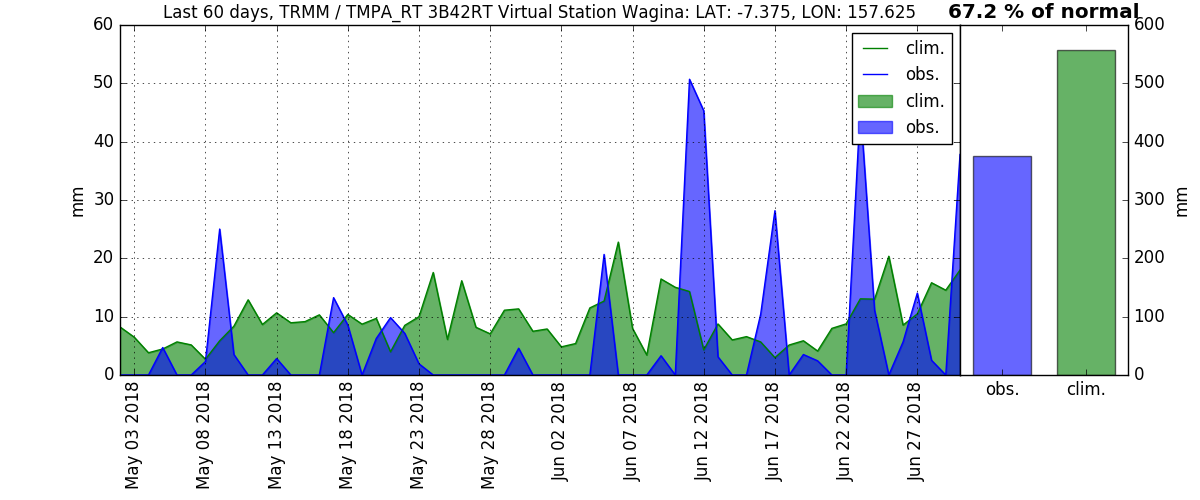 Last 60 days, TRMM / TMPA_RT 3B42RT Virtual Station Wagina: LAT: -7.375, LON: 157.625
67.2 % of normal
clim.
obs.
clim.
obs.
mm
60
50
40
30
20
10
0
May 03 2018
May 08 2018
May 13 2018
May 18 2018
May 23 2018
May 28 2018
Jun 02 2018
Jun 07 2018
Jun 12 2018
Jun 17 2018
Jun 22 2018
Jun 27 2018
obs.
clim.
600
500
400
300
200
100
0
mm